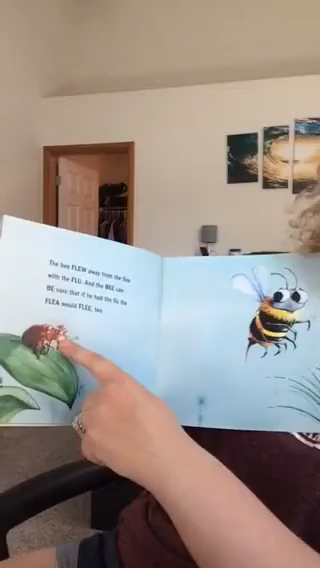 The bee FLEW away from the flea
with the FLU. And the BEE can
BE sure that if he had the flu the
FLEA would FLEE, too.